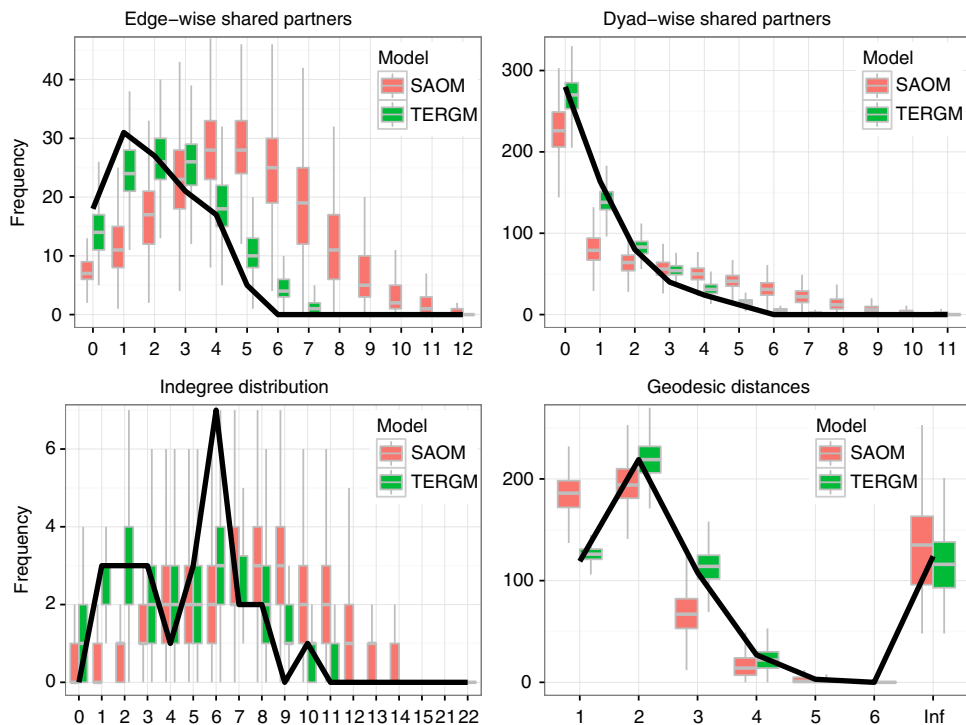 Edge−wise shared partners
Frequency
40
30
20
10
0
Model
SAOM
TERGM
0 1 2 3 4 5 6 7 8 9 10 11 12
Dyad−wise shared partners
300
200
100
0
Model
SAOM
TERGM
0 1 2 3 4 5 6 7 8 9 10 11
Indegree distribution
Frequency
6
4
2
0
Model
SAOM
TERGM
0 1 2 3 4 5 6 7 8 9 10 11 12 13 14 15 21 22
Geodesic distances
200
100
0
Model
SAOM
TERGM
1 2 3 4 5 6 Inf